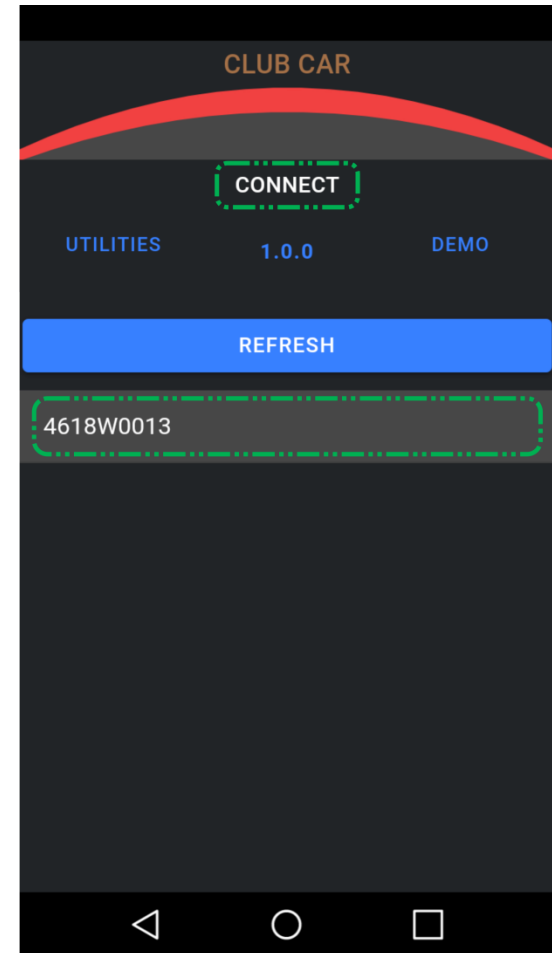 CLUB CAR
CONNECT
UTILITIES 1.0.0 DEMO
REFRESH
4618W0013